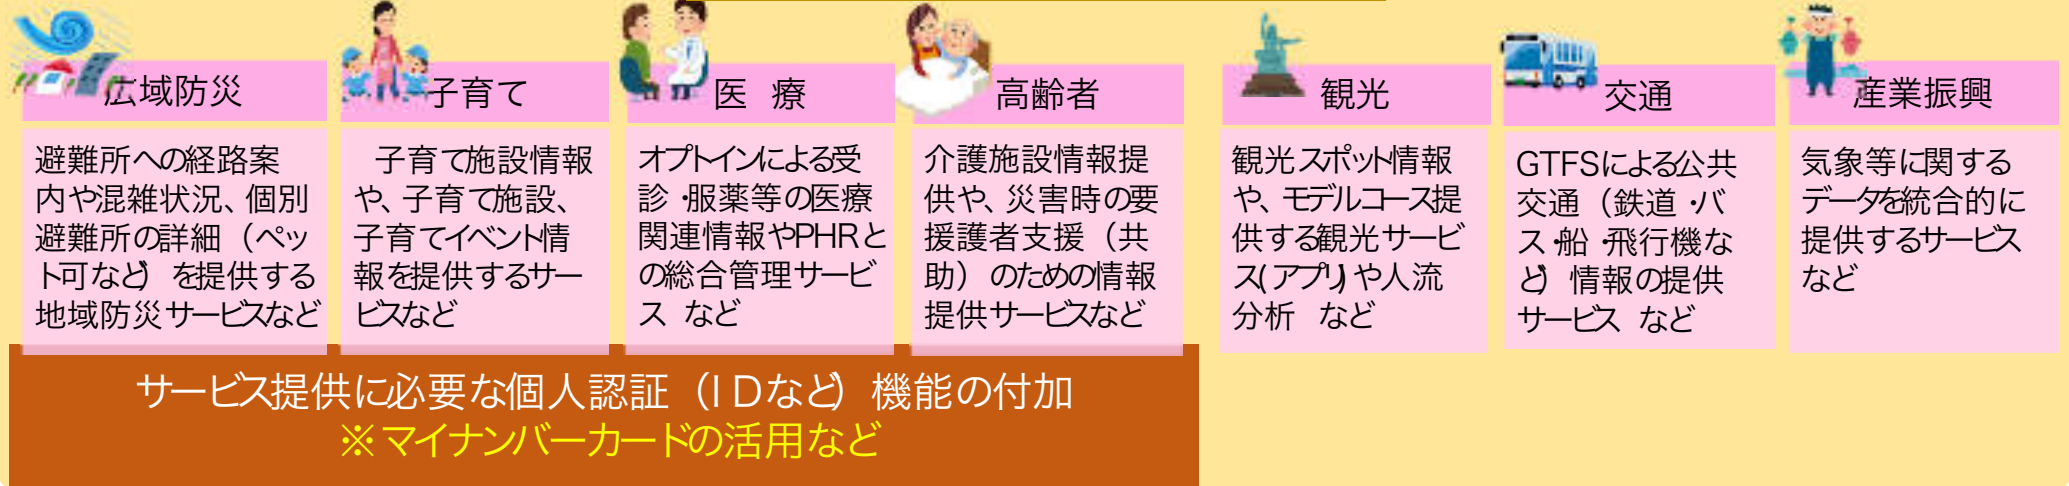 広域防災
避難所への経路案
内や混雑状況、個別
避難所の詳細（ペッ
ト可など）を提供する
地域防災サービスなど
子育て
子育て施設情報
や、子育て施設、
子育てイベント情
報を提供するサー
ビスなど
医 療
オプトインによる受
診・服薬等の医療
関連情報やPHRと
の総合管理サービ
ス など
高齢者
介護施設情報提
供や、災害時の要
援護者支援（共
助）のための情報
提供サービスなど
観光
観光スポット情報
や、モデルコース提
供する観光サービ
ス(アプリ)や人流
分析 など
交通
GTFSによる公共
交通（鉄道・バ
ス・船・飛行機な
ど）情報の提供
サービス など
産業振興
気象等に関する
データを統合的に
提供するサービス
など
サービス提供に必要な個人認証（ＩＤなど）機能の付加
※マイナンバーカードの活用など